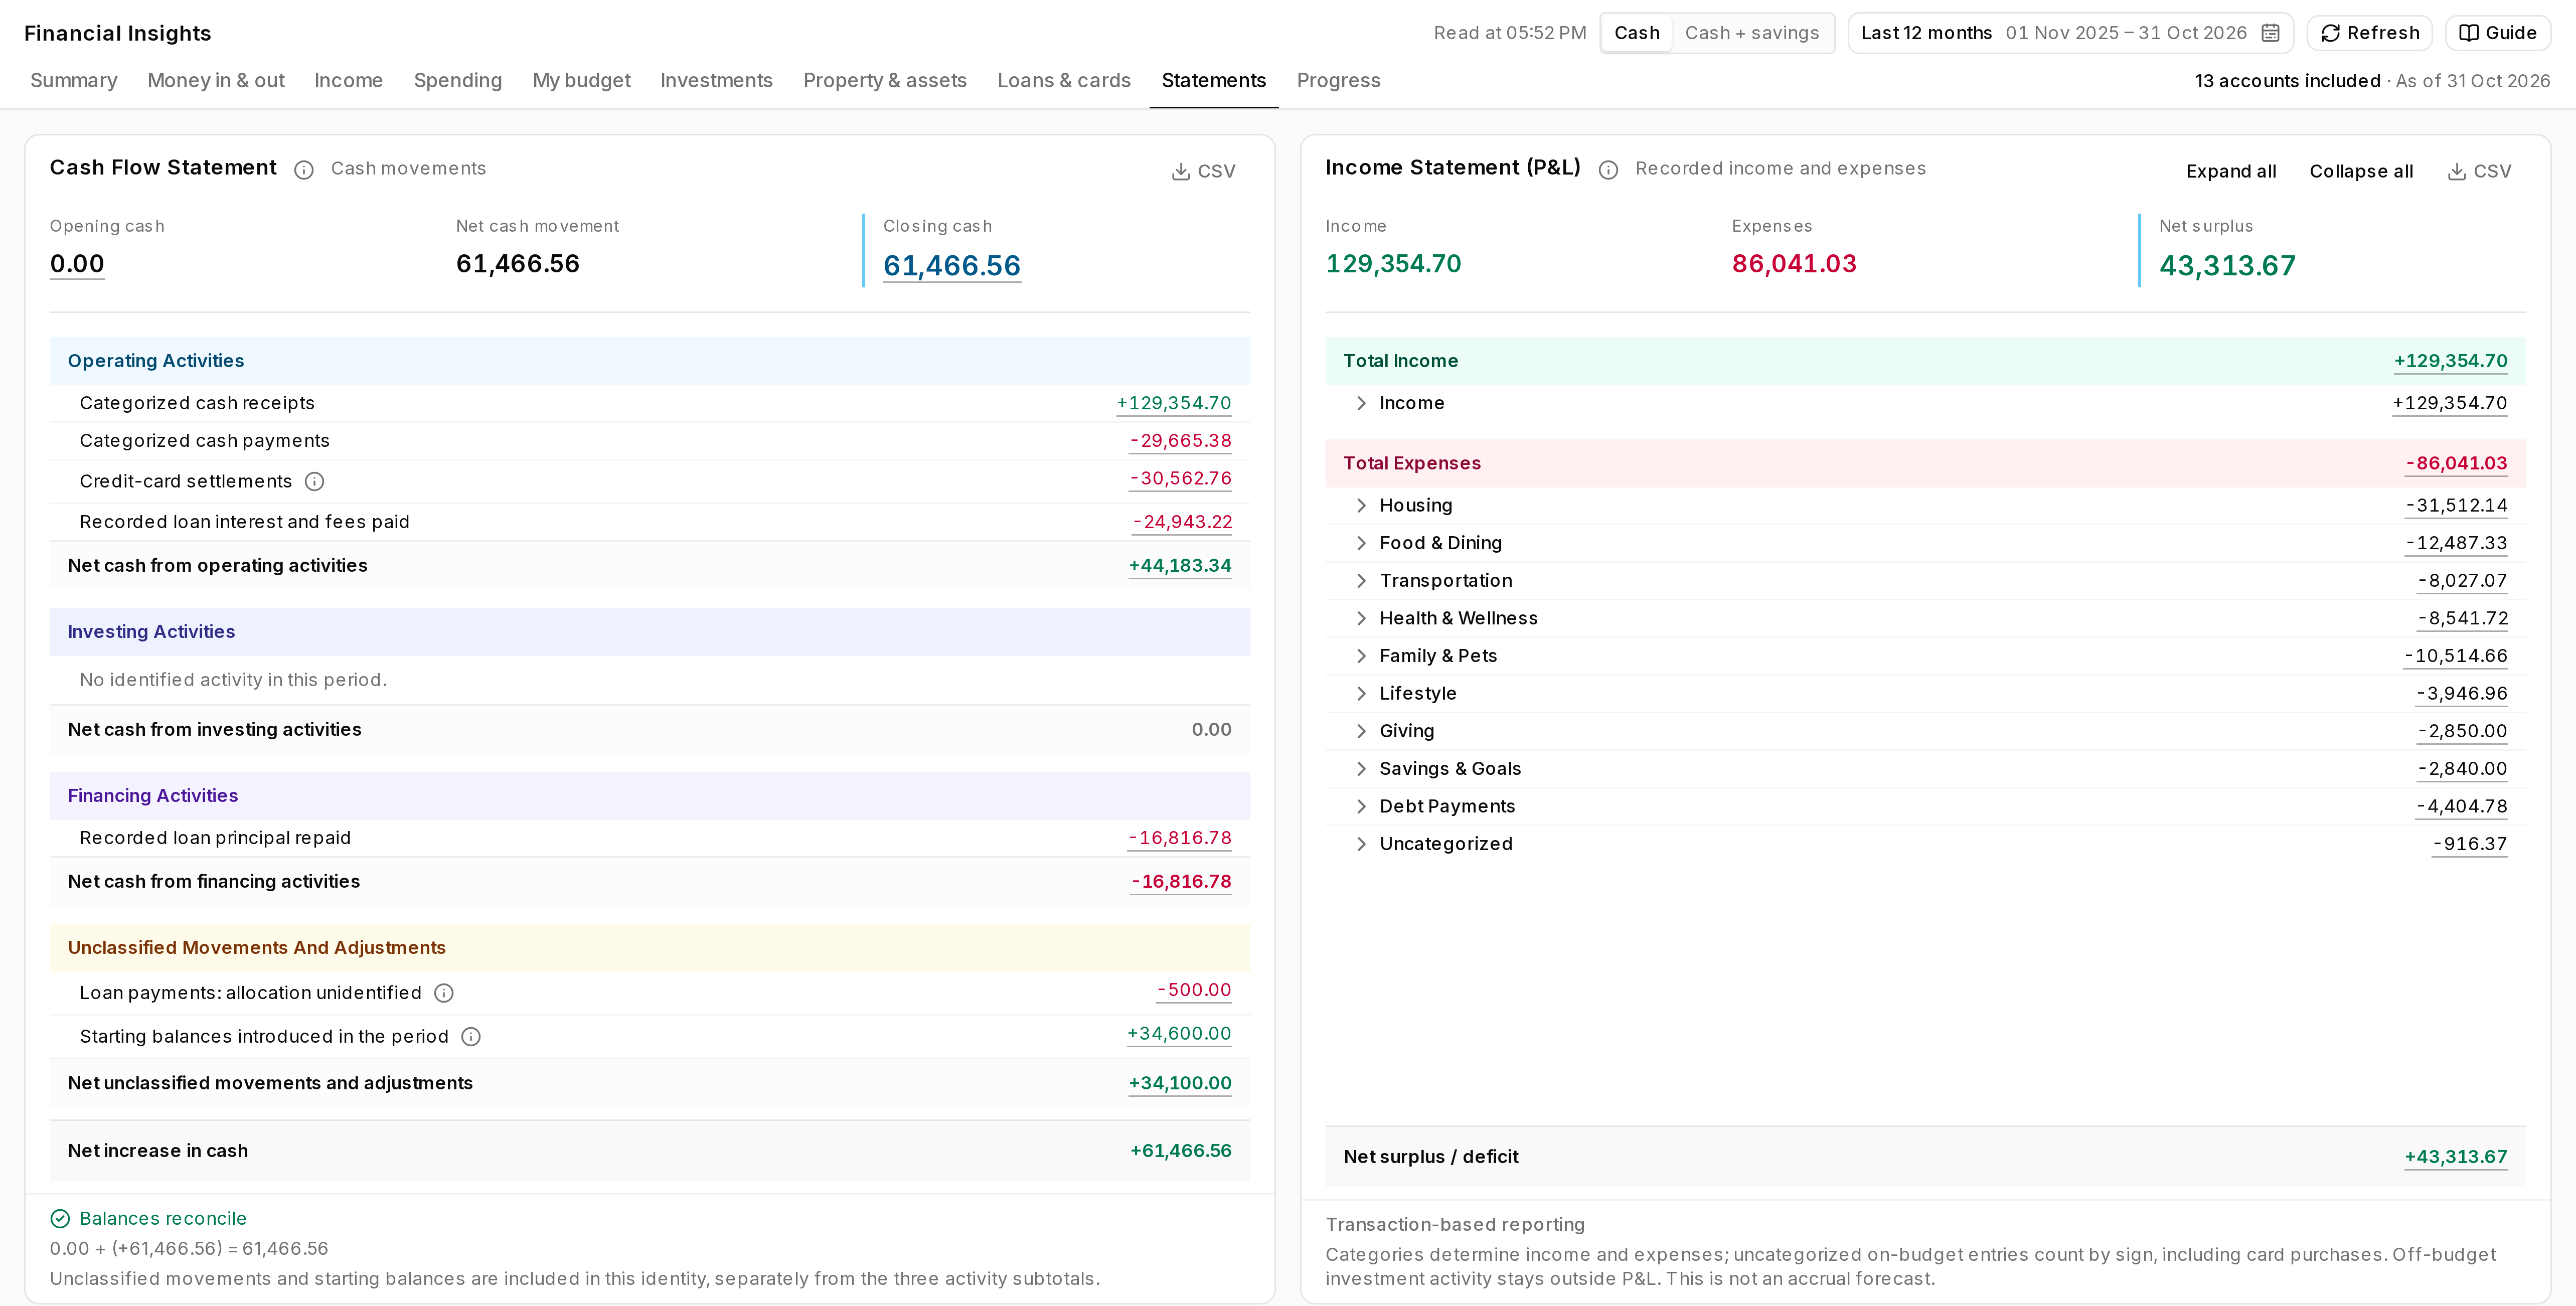 Financial Insights
Read at 05:52 PM
Cash
Cash + savings
Last 12 months 01 Nov 2025 – 31 Oct 2026
Refresh
Guide
Summary
Money in & out
Income
Spending
My budget
Investments
Property & assets
Loans & cards
Statements
Progress
13 accounts included · As of 31 Oct 2026
Cash Flow Statement
Cash movements
CSV
Opening cash
0.00
Net cash movement
61,466.56
Closing cash
61,466.56
Operating Activities
Categorized cash receipts +129,354.70
Categorized cash payments -29,665.38
Credit-card settlements -30,562.76
Recorded loan interest and fees paid -24,943.22
Net cash from operating activities +44,183.34
Investing Activities
No identified activity in this period.
Net cash from investing activities 0.00
Financing Activities
Recorded loan principal repaid -16,816.78
Net cash from financing activities -16,816.78
Unclassified Movements And Adjustments
Loan payments: allocation unidentified -500.00
Starting balances introduced in the period +34,600.00
Net unclassified movements and adjustments +34,100.00
Net increase in cash +61,466.56
Balances reconcile
0.00 + (+61,466.56) = 61,466.56
Unclassified movements and starting balances are included in this identity, separately from the three activity subtotals.
Income Statement (P&L)
Recorded income and expenses
Expand all
Collapse all
CSV
Income
129,354.70
Expenses
86,041.03
Net surplus
43,313.67
Total Income +129,354.70
Income +129,354.70
Total Expenses -86,041.03
Housing -31,512.14
Food & Dining -12,487.33
Transportation -8,027.07
Health & Wellness -8,541.72
Family & Pets -10,514.66
Lifestyle -3,946.96
Giving -2,850.00
Savings & Goals -2,840.00
Debt Payments -4,404.78
Uncategorized -916.37
Net surplus / deficit +43,313.67
Transaction-based reporting
Categories determine income and expenses; uncategorized on-budget entries count by sign, including card purchases. Off-budget
investment activity stays outside P&L. This is not an accrual forecast.